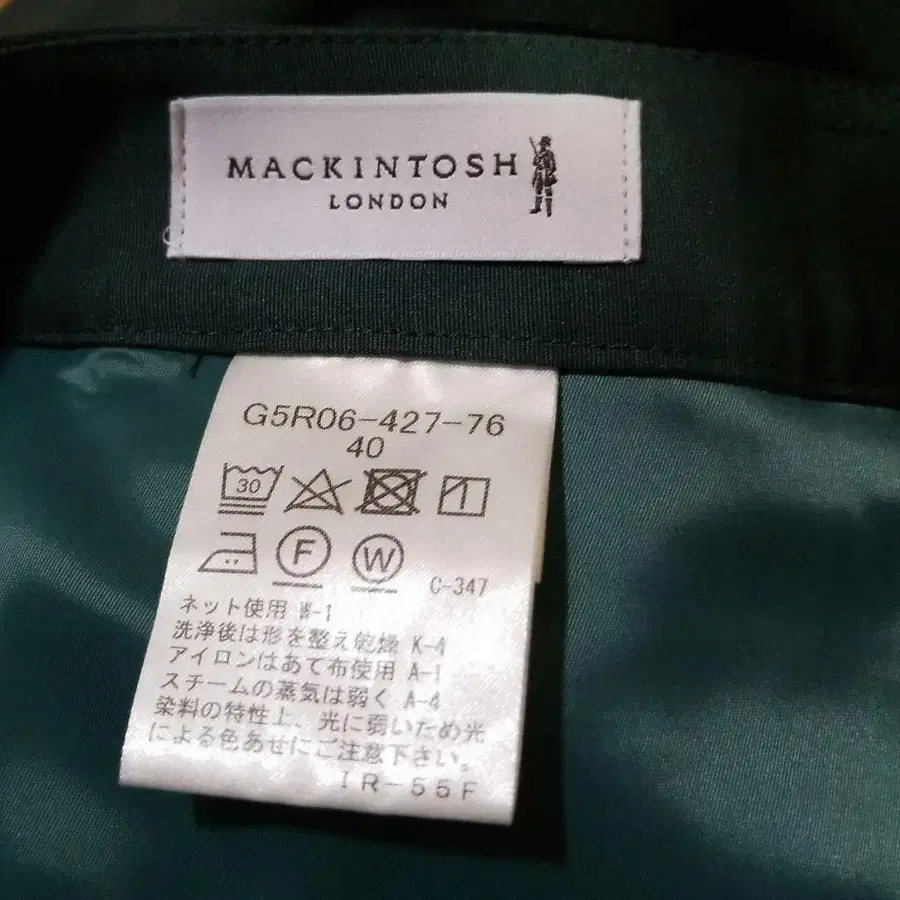 MACKINTOSH
LONDON
G5R06-427-76
40
30
F
W
C-347
ネット使用 W-1
洗浄後は形を整え乾燥 K-4
アイロンはあて布使用 A-1
スチームの蒸気は弱く A-4
染料の特性上、光に弱いため光
による色あせにご注意下さい。
IR-55F